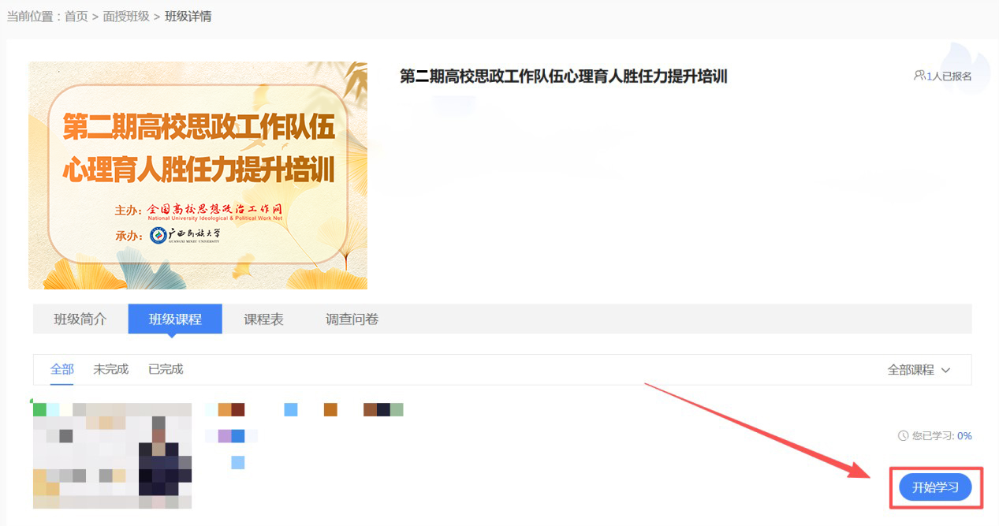 当前位置：首页 > 面授班级 > 班级详情
第二期高校思政工作队伍心理育人胜任力提升培训
1人已报名
第二期高校思政工作队伍
心理育人胜任力提升培训
主办：全国高校思想政治工作网
National University Ideological & Political Work Net
承办：广西民族大学
GUANGXI MINZU UNIVERSITY
班级简介 班级课程 课程表 调查问卷
全部 未完成 已完成 全部课程
您已学习: 0%
开始学习